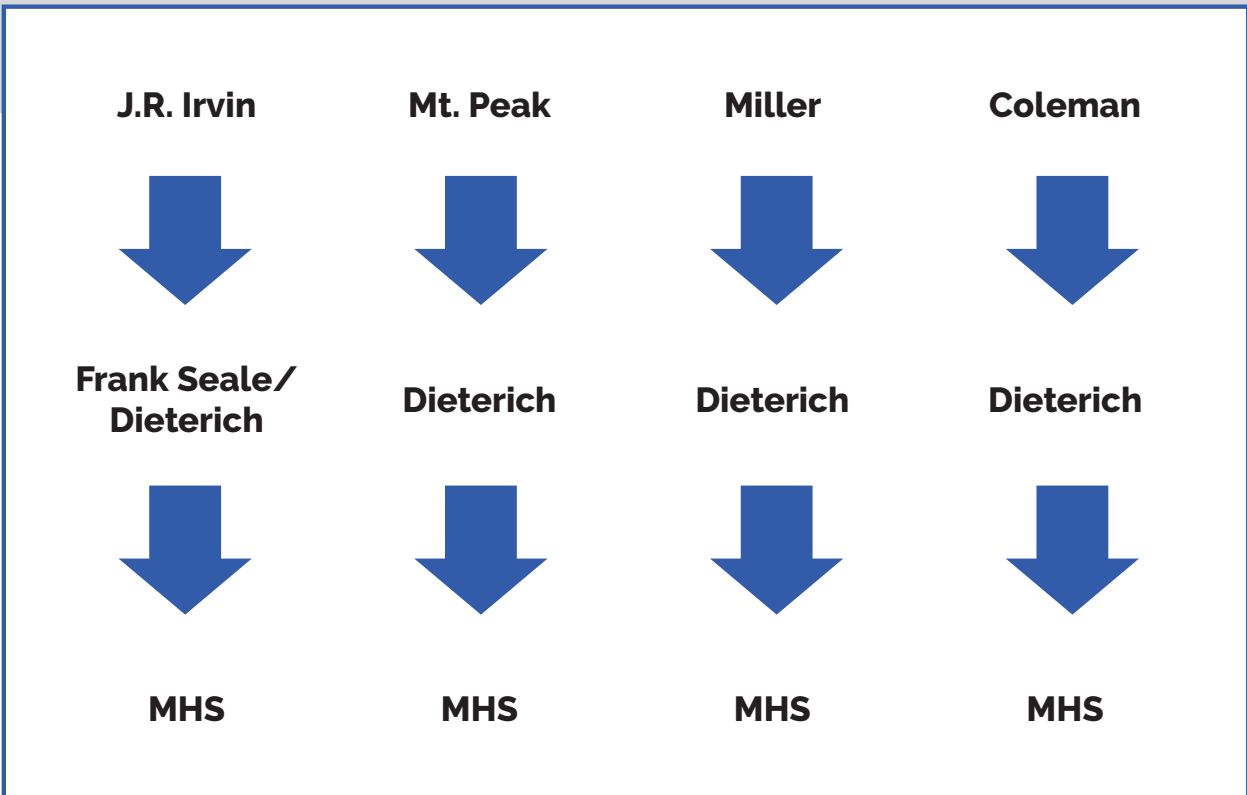 J.R. Irvin
Mt. Peak
Miller
Coleman
Frank Seale/
Dieterich
Dieterich
Dieterich
Dieterich
MHS
MHS
MHS
MHS